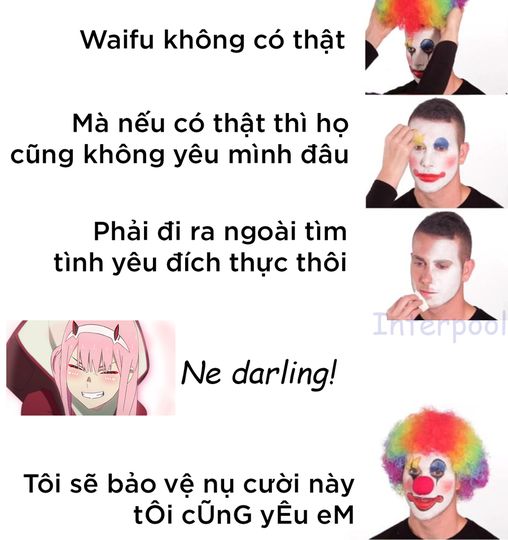 Waifu không có thật
Mà nếu có thật thì họ
cũng không yêu mình đâu
Phải đi ra ngoài tìm
tình yêu đích thực thôi
Interpool
Ne darling!
Tôi sẽ bảo vệ nụ cười này
tÔi cŨnG yÊu eM